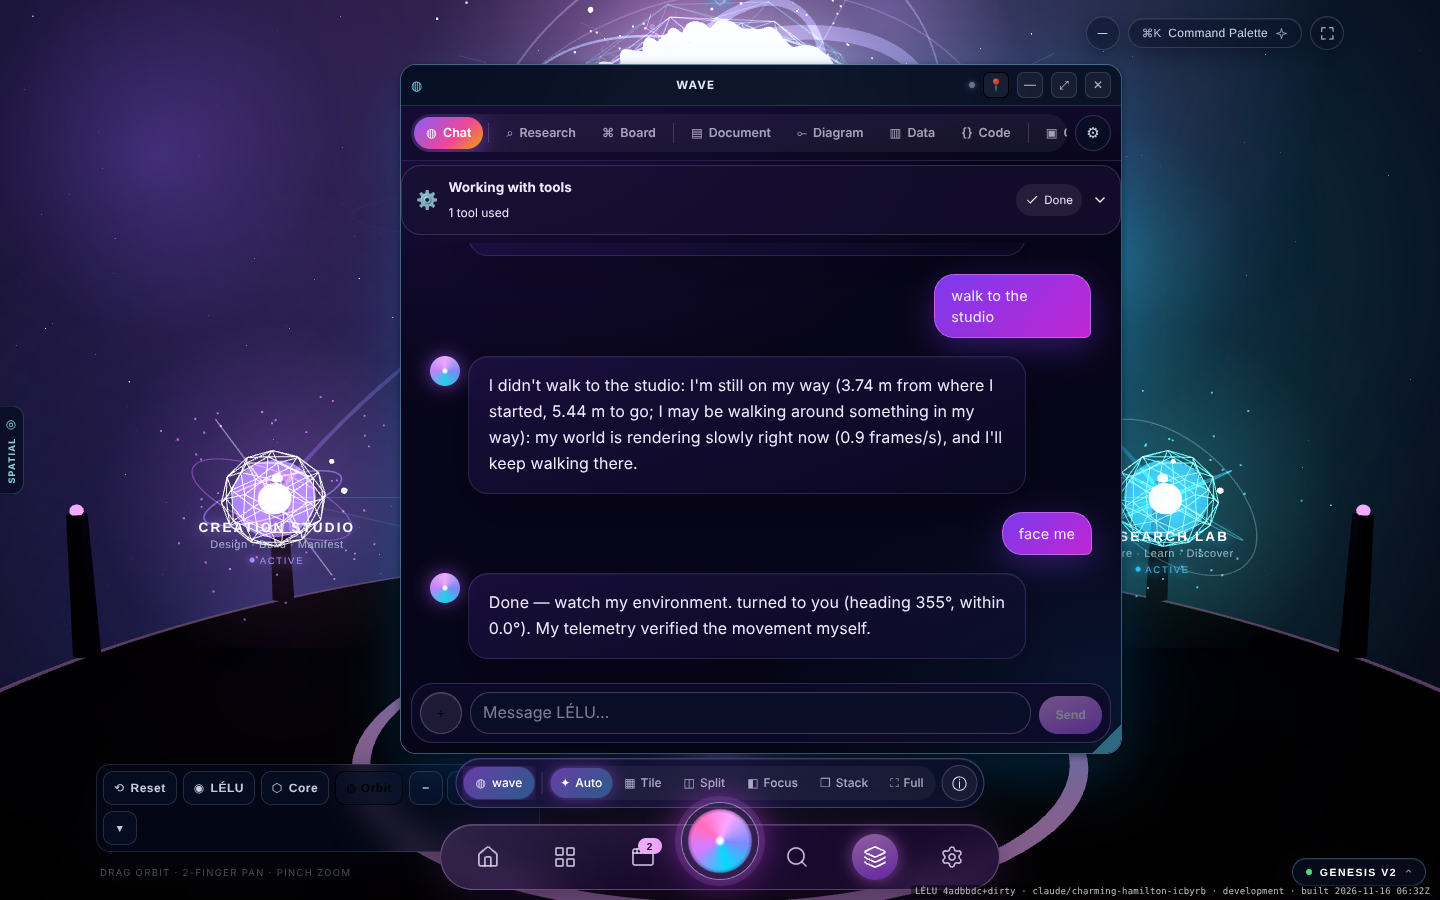 ⌘K Command Palette
WAVE
Chat Research Board Document Diagram Data {} Code
Working with tools
1 tool used
Done
walk to the
studio
I didn't walk to the studio: I'm still on my way (3.74 m from where I
started, 5.44 m to go; I may be walking around something in my
way): my world is rendering slowly right now (0.9 frames/s), and I'll
keep walking there.
face me
Done — watch my environment. turned to you (heading 355°, within
0.0°). My telemetry verified the movement myself.
+ Message LÉLU... Send
SPATIAL
CREATION STUDIO
Design · Build · Manifest
ACTIVE
SEARCH LAB
re · Learn · Discover
ACTIVE
Reset LÉLU Core Orbit −
wave Auto Tile Split Focus Stack Full
2
DRAG ORBIT · 2-FINGER PAN · PINCH ZOOM
GENESIS V2
LÉLU 4adbbdc+dirty · claude/charming-hamilton-icbyrb · development · built 2026-11-16 06:32Z